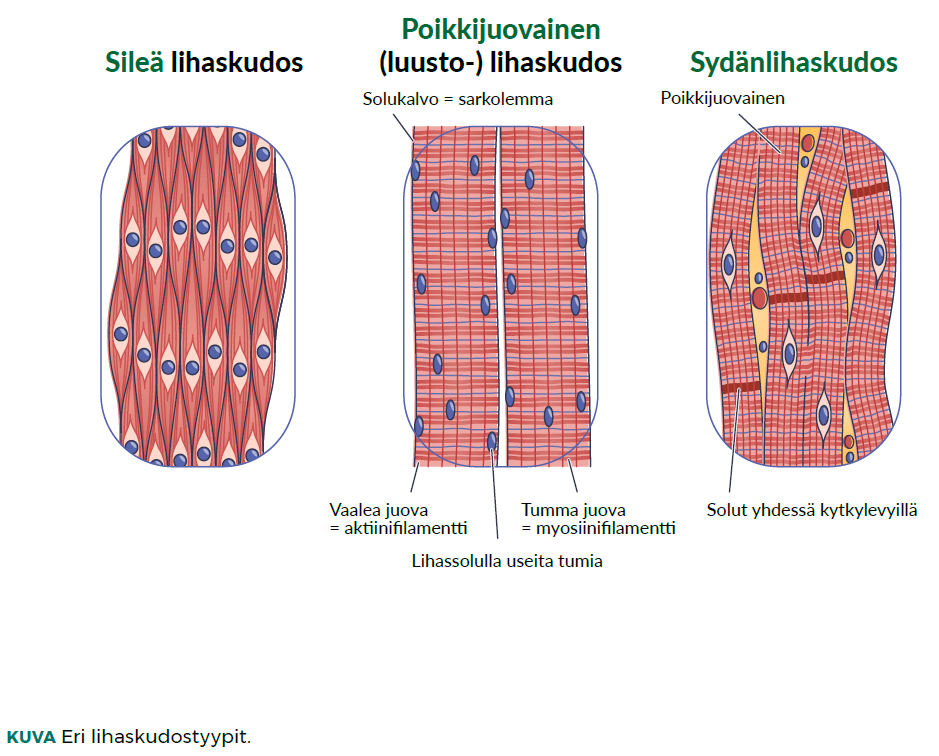 Sileä lihaskudos
Poikkijuovainen
(luusto-) lihaskudos
Sydänlihaskudos
Solukalvo = sarkolemma
Poikkijuovainen
Vaalea juova
= aktiinifilamentti
Tumma juova
= myosiinifilamentti
Lihassolulla useita tumia
Solut yhdessä kytkylevyillä
KUVA Eri lihaskudostyypit.